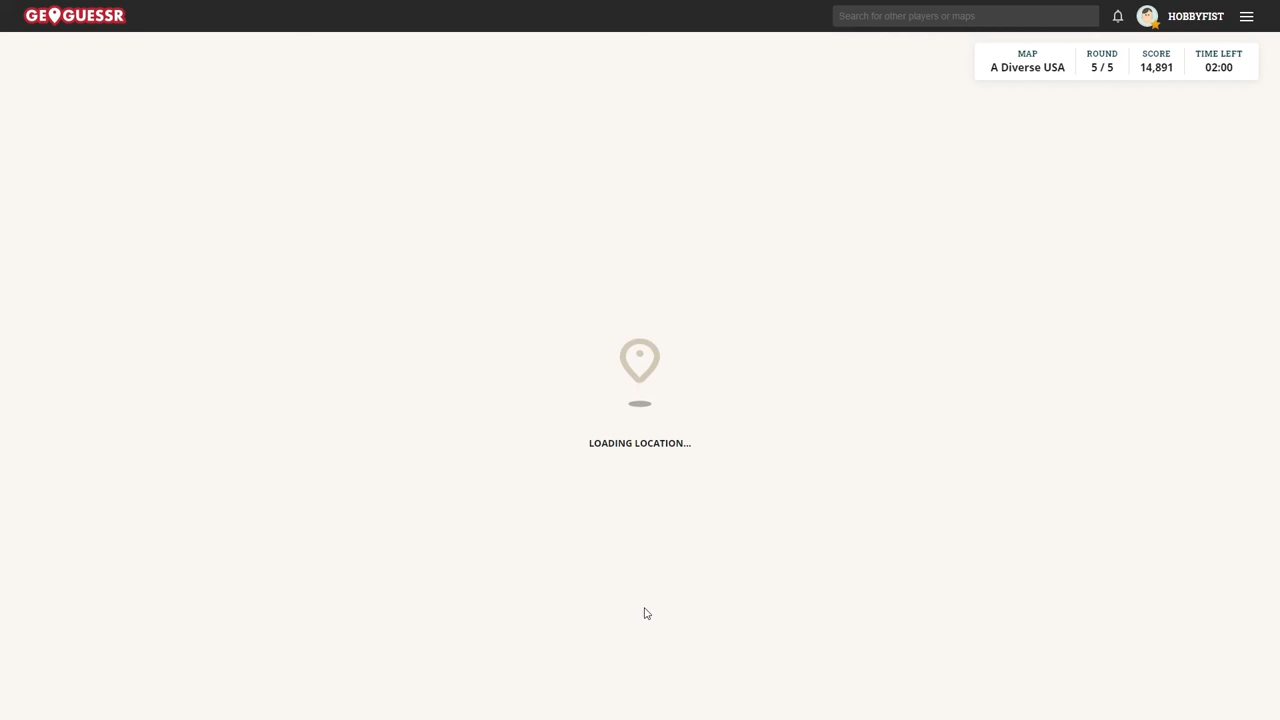 GEOGUESSR
Search for other players or maps
HOBBYFIST
MAP
A Diverse USA
ROUND
5 / 5
SCORE
14,891
TIME LEFT
02:00
LOADING LOCATION...